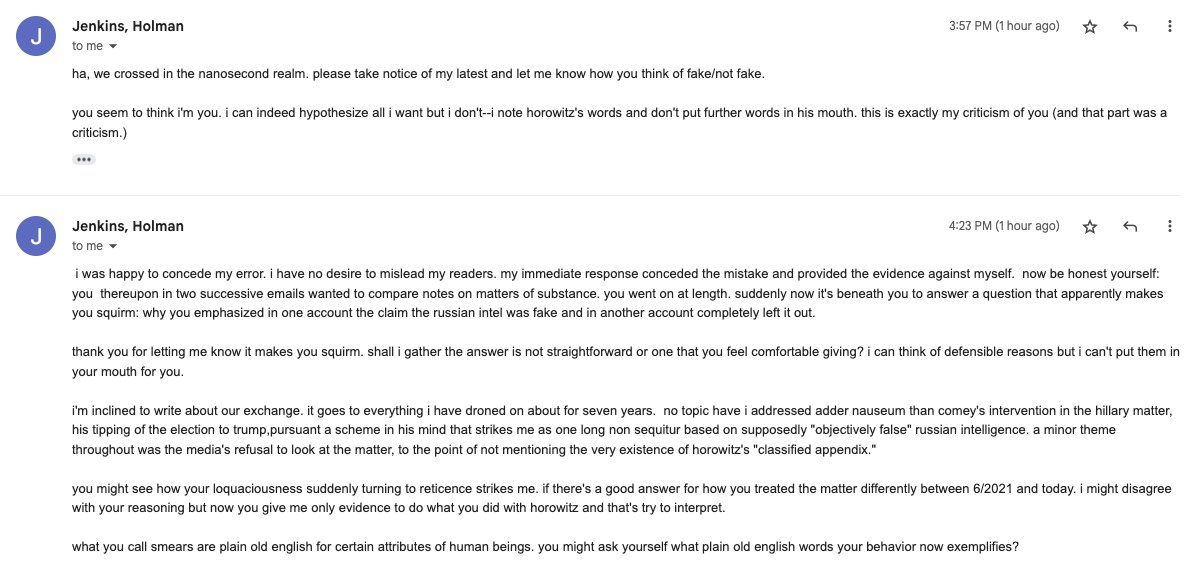 J
Jenkins, Holman
3:57 PM (1 hour ago)
to me
ha, we crossed in the nanosecond realm. please take notice of my latest and let me know how you think of fake/not fake.
you seem to think i'm you. i can indeed hypothesize all i want but i don't--i note horowitz's words and don't put further words in his mouth. this is exactly my criticism of you (and that part was a
criticism.)
J
Jenkins, Holman
4:23 PM (1 hour ago)
to me
i was happy to concede my error. i have no desire to mislead my readers. my immediate response conceded the mistake and provided the evidence against myself. now be honest yourself:
you thereupon in two successive emails wanted to compare notes on matters of substance. you went on at length. suddenly now it's beneath you to answer a question that apparently makes
you squirm: why you emphasized in one account the claim the russian intel was fake and in another account completely left it out.
thank you for letting me know it makes you squirm. shall i gather the answer is not straightforward or one that you feel comfortable giving? i can think of defensible reasons but i can't put them in
your mouth for you.
i'm inclined to write about our exchange. it goes to everything i have droned on about for seven years. no topic have i addressed adder nauseum than comey's intervention in the hillary matter,
his tipping of the election to trump,pursuant a scheme in his mind that strikes me as one long non sequitur based on supposedly "objectively false" russian intelligence. a minor theme
throughout was the media's refusal to look at the matter, to the point of not mentioning the very existence of horowitz's "classified appendix."
you might see how your loquaciousness suddenly turning to reticence strikes me. if there's a good answer for how you treated the matter differently between 6/2021 and today. i might disagree
with your reasoning but now you give me only evidence to do what you did with horowitz and that's try to interpret.
what you call smears are plain old english for certain attributes of human beings. you might ask yourself what plain old english words your behavior now exemplifies?